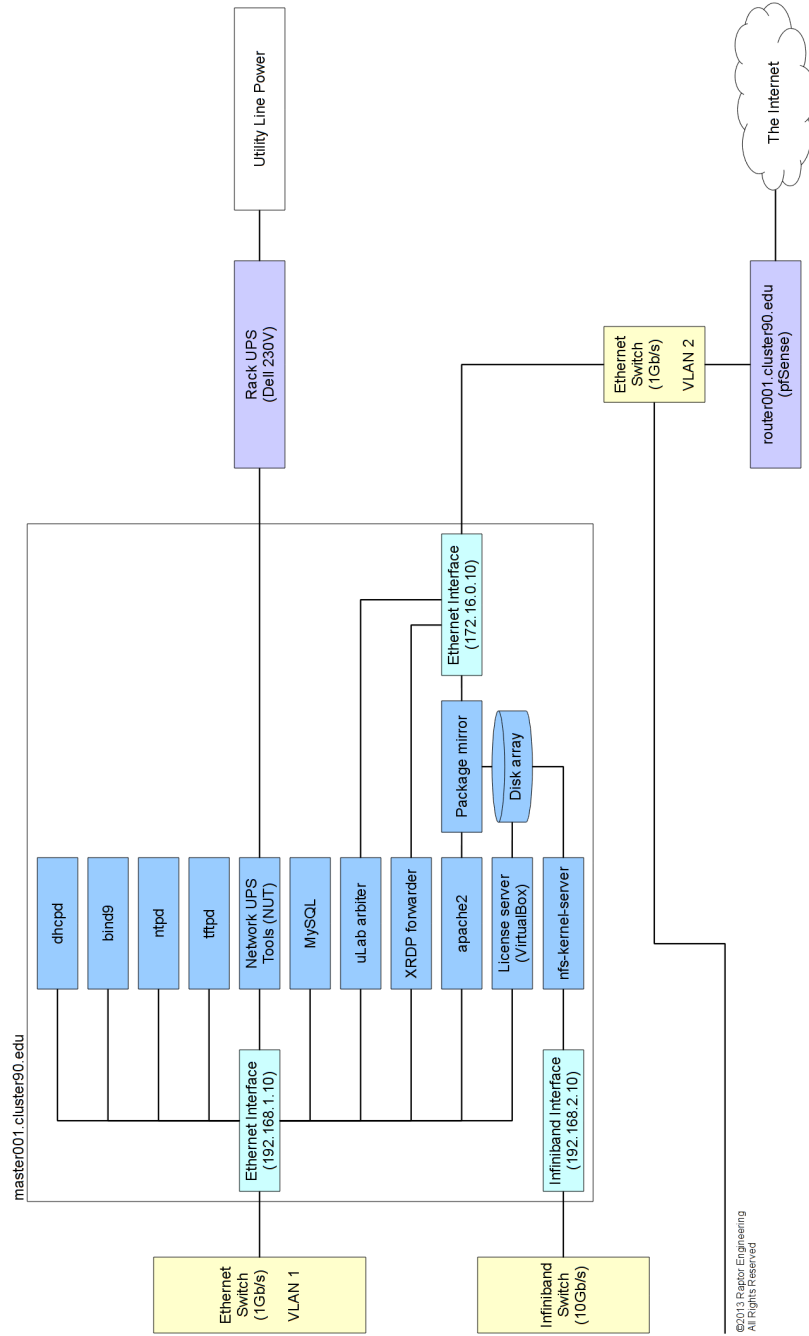 master001.cluster90.edu
Ethernet
Switch
(1Gb/s)
VLAN 1
Infiniband
Switch
(10Gb/s)
Ethernet Interface
(192.168.1.10)
Infiniband Interface
(192.168.2.10)
dhcpd
bind9
ntpd
tftpd
Network UPS
Tools (NUT)
MySQL
uLab arbiter
XRDP forwarder
apache2
License server
(VirtualBox)
nfs-kernel-server
Package mirror
Disk array
Ethernet Interface
(172.16.0.10)
Rack UPS
(Dell 230V)
Utility Line Power
Ethernet
Switch
(1Gb/s)
VLAN 2
router001.cluster90.edu
(pfSense)
The Internet
©2013 Raptor Engineering
All Rights Reserved